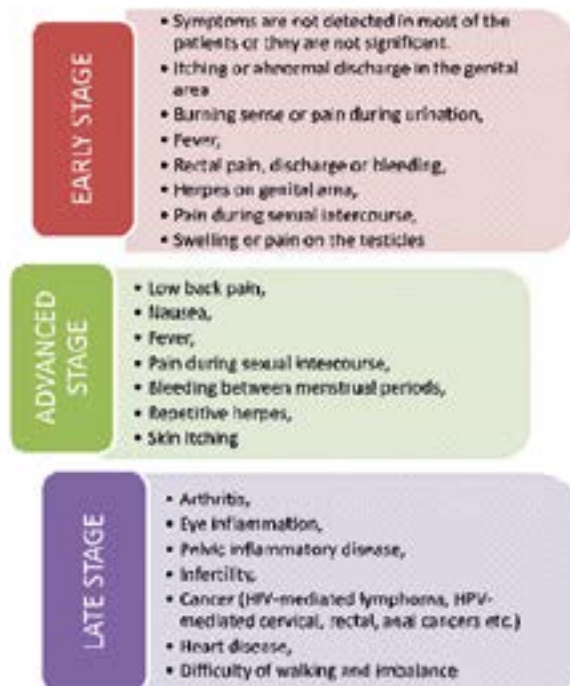 EARLY STAGE
• Symptoms are not detected in most of the
patients or they are not significant.
• Itching or abnormal discharge in the genital
area
• Burning sense or pain during urination,
• Fever,
• Rectal pain, discharge or bleeding,
• Herpes on genital area,
• Pain during sexual intercourse,
• Swelling or pain on the testicles
ADVANCED
STAGE
• Low back pain,
• Nausea,
• Fever,
• Pain during sexual intercourse,
• Bleeding between menstrual periods,
• Repetitive herpes,
• Skin Itching
LATE STAGE
• Arthritis,
• Eye inflammation,
• Pelvic inflammatory disease,
• Infertility,
• Cancer (HIV-mediated lymphoma, HPV-
mediated cervical, rectal, anal cancers etc.)
• Heart disease,
• Difficulty of walking and imbalance